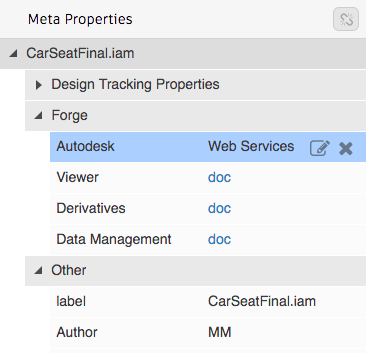 Meta Properties
CarSeatFinal.iam
Design Tracking Properties
Forge
Autodesk Web Services
Viewer doc
Derivatives doc
Data Management doc
Other
label CarSeatFinal.iam
Author MM